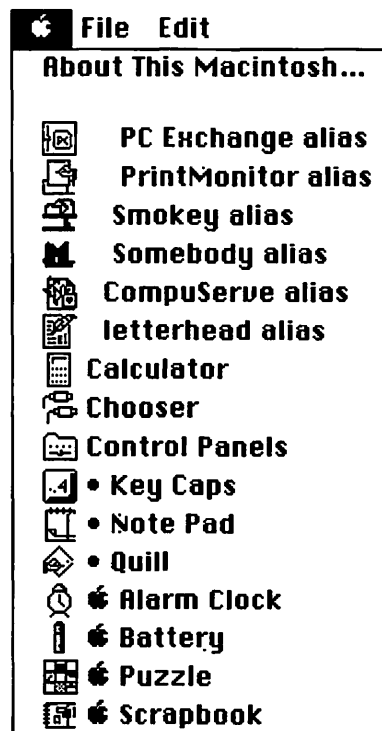 File Edit
About This Macintosh...
PC Exchange alias
PrintMonitor alias
Smokey alias
Somebody alias
CompuServe alias
letterhead alias
Calculator
Chooser
Control Panels
• Key Caps
• Note Pad
• Quill
Alarm Clock
Battery
Puzzle
Scrapbook